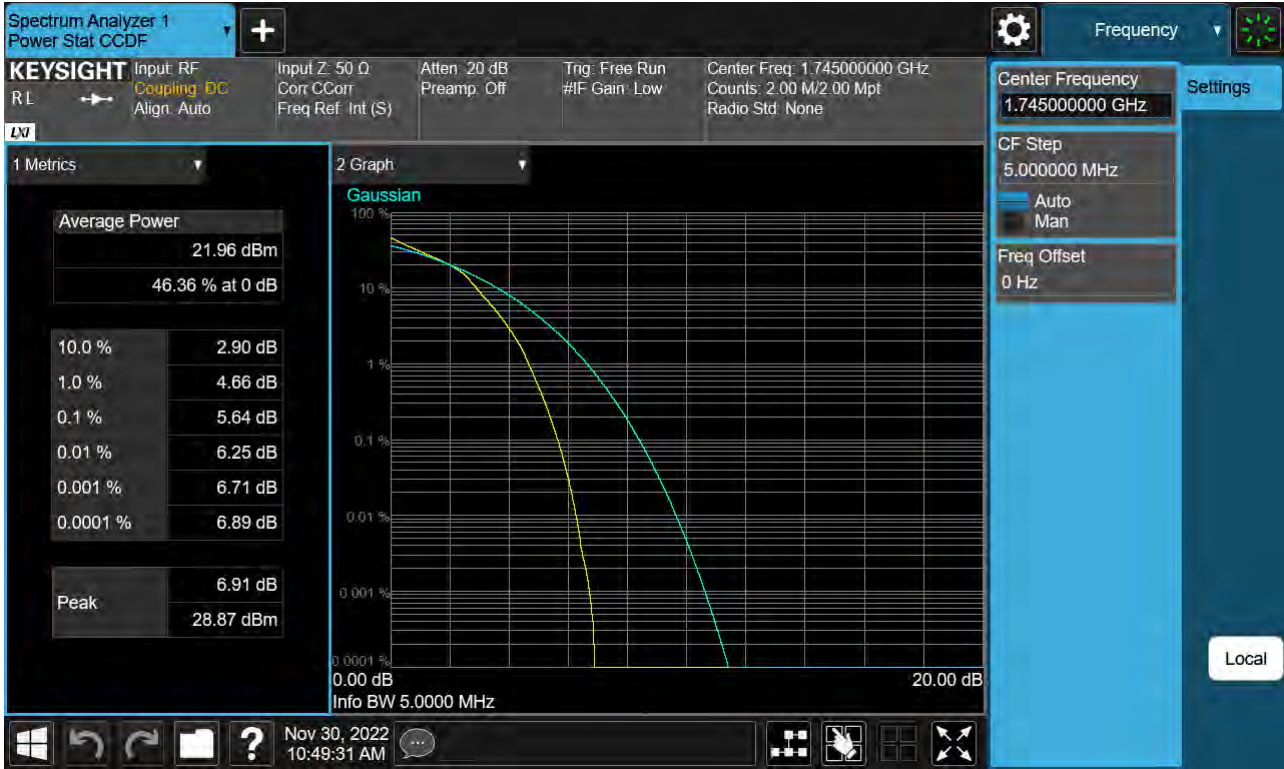 Spectrum Analyzer 1
Power Stat CCDF
+
Frequency
KEYSIGHT
Input: RF
Coupling: DC
Align: Auto
Input Z: 50 Ω
Corr CCorr
Freq Ref: Int (S)
Atten: 20 dB
Preamp: Off
Trig: Free Run
#IF Gain: Low
Center Freq: 1.745000000 GHz
Counts: 2.00 M/2.00 Mpt
Radio Std: None
R L
LXI
Center Frequency
1.745000000 GHz
Settings
CF Step
5.000000 MHz
Auto
Man
Freq Offset
0 Hz
1 Metrics
Average Power
21.96 dBm
46.36 % at 0 dB
10.0 % 2.90 dB
1.0 % 4.66 dB
0.1 % 5.64 dB
0.01 % 6.25 dB
0.001 % 6.71 dB
0.0001 % 6.89 dB
Peak
6.91 dB
28.87 dBm
2 Graph
Gaussian
100 %
10 %
1 %
0.1 %
0.01 %
0.001 %
0.0001 %
0.00 dB 20.00 dB
Info BW 5.0000 MHz
Local
?
Nov 30, 2022
10:49:31 AM